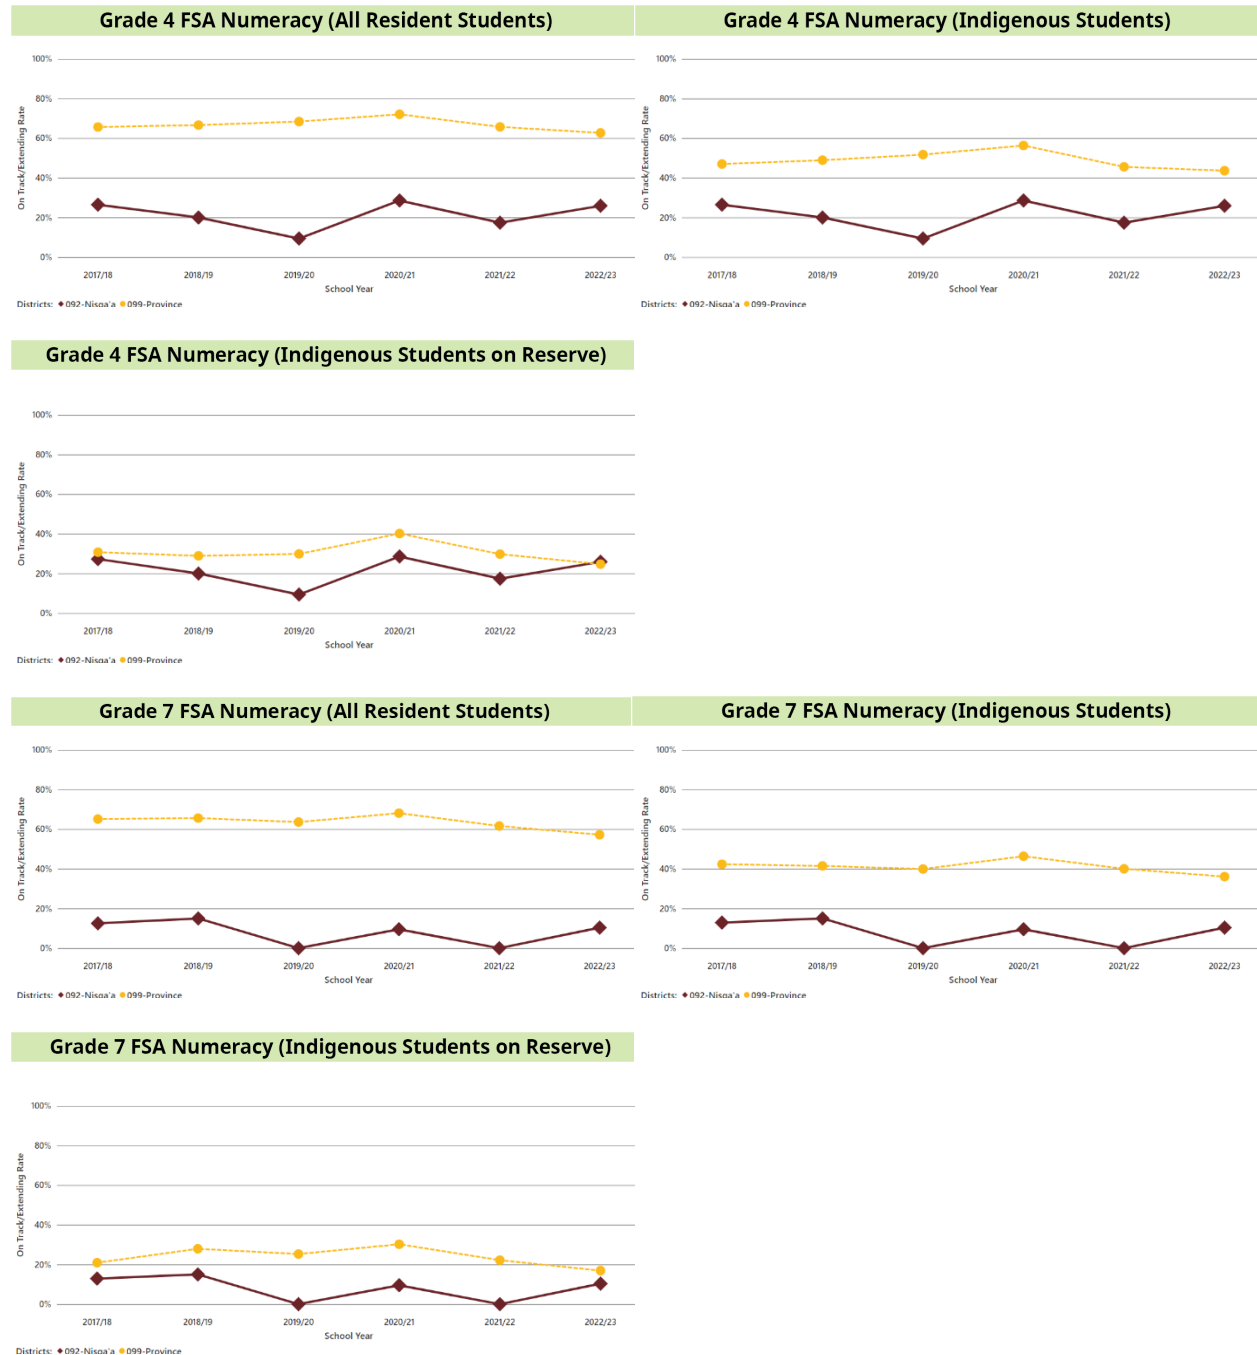 Grade 4 FSA Numeracy (All Resident Students)
100%
80%
60%
40%
20%
0%
On Track/Extending Rate
2017/18 2018/19 2019/20 2020/21 2021/22 2022/23
School Year
Districts: 092-Nisga'a 099-Province
Grade 4 FSA Numeracy (Indigenous Students)
100%
80%
60%
40%
20%
0%
On Track/Extending Rate
2017/18 2018/19 2019/20 2020/21 2021/22 2022/23
School Year
Districts: 092-Nisga'a 099-Province
Grade 4 FSA Numeracy (Indigenous Students on Reserve)
100%
80%
60%
40%
20%
0%
On Track/Extending Rate
2017/18 2018/19 2019/20 2020/21 2021/22 2022/23
School Year
Districts: 092-Nisga'a 099-Province
Grade 7 FSA Numeracy (All Resident Students)
100%
80%
60%
40%
20%
0%
On Track/Extending Rate
2017/18 2018/19 2019/20 2020/21 2021/22 2022/23
School Year
Districts: 092-Nisga'a 099-Province
Grade 7 FSA Numeracy (Indigenous Students)
100%
80%
60%
40%
20%
0%
On Track/Extending Rate
2017/18 2018/19 2019/20 2020/21 2021/22 2022/23
School Year
Districts: 092-Nisga'a 099-Province
Grade 7 FSA Numeracy (Indigenous Students on Reserve)
100%
80%
60%
40%
20%
0%
On Track/Extending Rate
2017/18 2018/19 2019/20 2020/21 2021/22 2022/23
School Year
Districts: 092-Nisga'a 099-Province